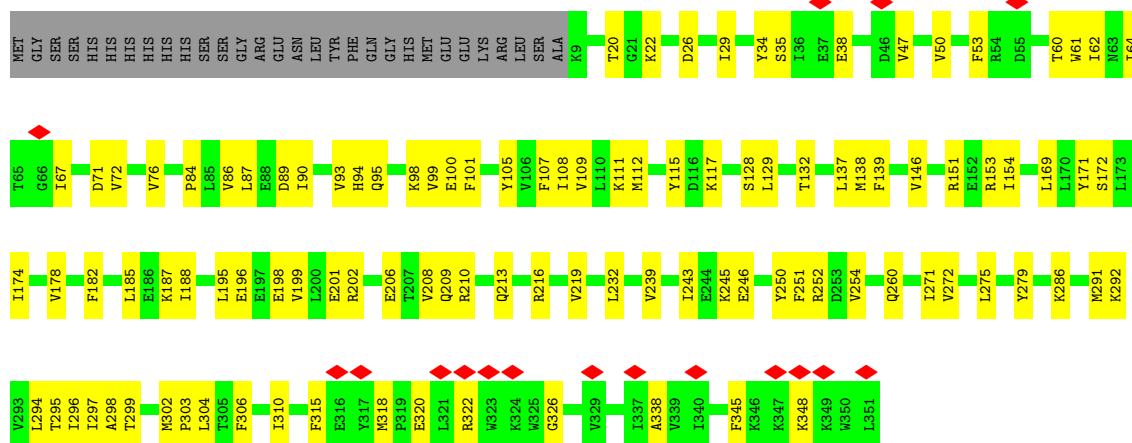 MET GLY SER SER HIS HIS HIS HIS HIS HIS SER SER GLY ARG GLU ASN LEU TYR PHE GLN GLY HIS MET GLU GLU LYS ARG LEU SER ALA K9 T20 G21 K22 D26 I29 Y34 S35 I36 E37 E38 D46 V47 V50 F53 R54 D55 T60 W61 I62 N63 I64
T65 G66 I67 D71 V72 V76 P84 L85 V86 L87 E88 D89 I90 V93 H94 Q95 K98 V99 E100 F101 Y105 V106 F107 I108 V109 L110 K111 M112 Y115 D116 K117 S128 L129 T132 L137 M138 F139 V146 R151 E152 R153 I154 L169 L170 Y171 S172 L173
I174 V178 F182 L185 E186 K187 I188 L195 E196 E197 E198 V199 L200 E201 R202 E206 T207 V208 Q209 R210 Q213 R216 V219 L232 V239 I243 E244 K245 E246 Y250 F251 R252 D253 V254 Q260 I271 V272 L275 Y279 K286 M291 K292
V293 L294 T295 I296 I297 A298 T299 M302 P303 L304 T305 F306 I310 F315 E316 Y317 M318 P319 E320 L321 R322 W323 K324 W325 G326 V329 I337 A338 V339 I340 F345 K346 K347 K348 K349 W350 L351